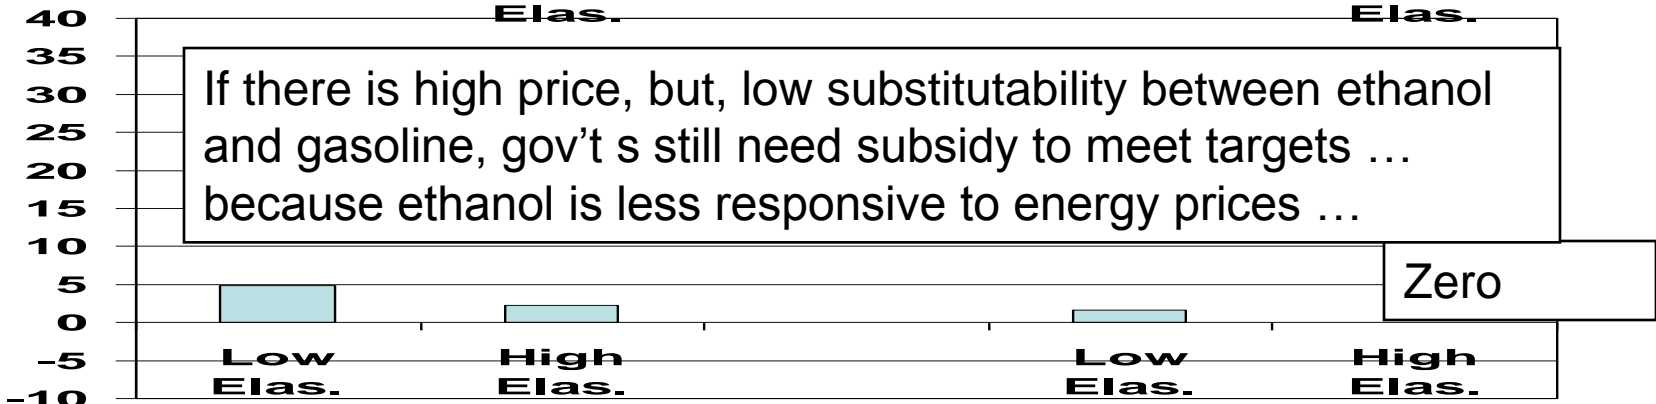 Elas. Elas.
40
35
30
25
20
15
10
5
0
-5
-10
If there is high price, but, low substitutability between ethanol
and gasoline, gov't s still need subsidy to meet targets …
because ethanol is less responsive to energy prices …
Zero
Low High Low High
Elas. Elas. Elas. Elas.